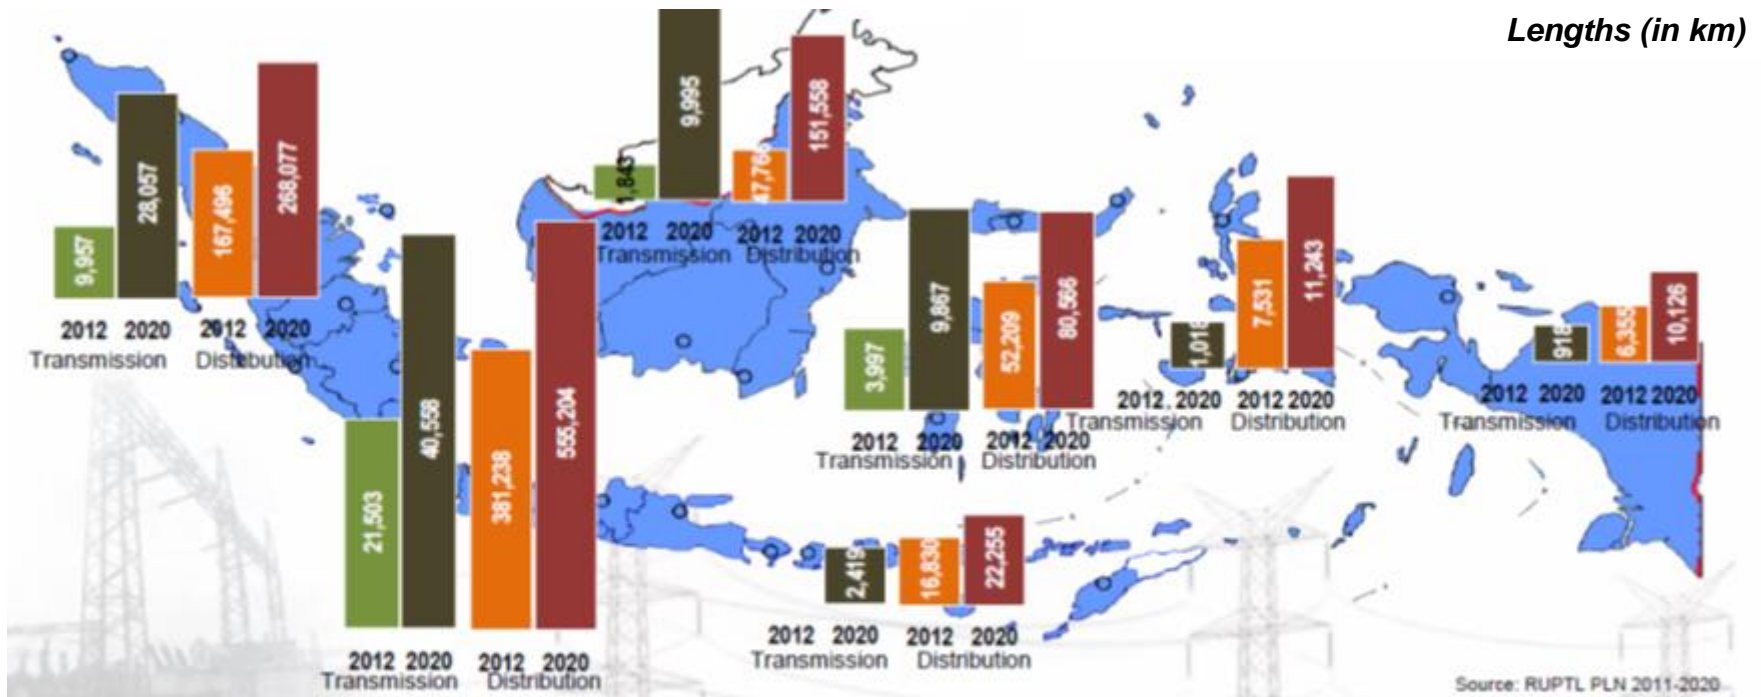 Lengths (in km)
9,957
28,057
167,496
268,077
2012 2020 2012 2020
Transmission Distribution
1,843
9,995
47,766
151,558
2012 2020 2012 2020
Transmission Distribution
21,503
40,558
381,238
555,204
2012 2020 2012 2020
Transmission Distribution
3,997
9,867
52,209
80,566
2012 2020 2012 2020
Transmission Distribution
2,419
16,830
22,255
2012 2020 2012 2020
Transmission Distribution
7,531
11,243
2012 2020 2012 2020
Transmission Distribution
918
6,355
10,126
2012 2020 2012 2020
Transmission Distribution
Source: RUPTL PLN 2011-2020